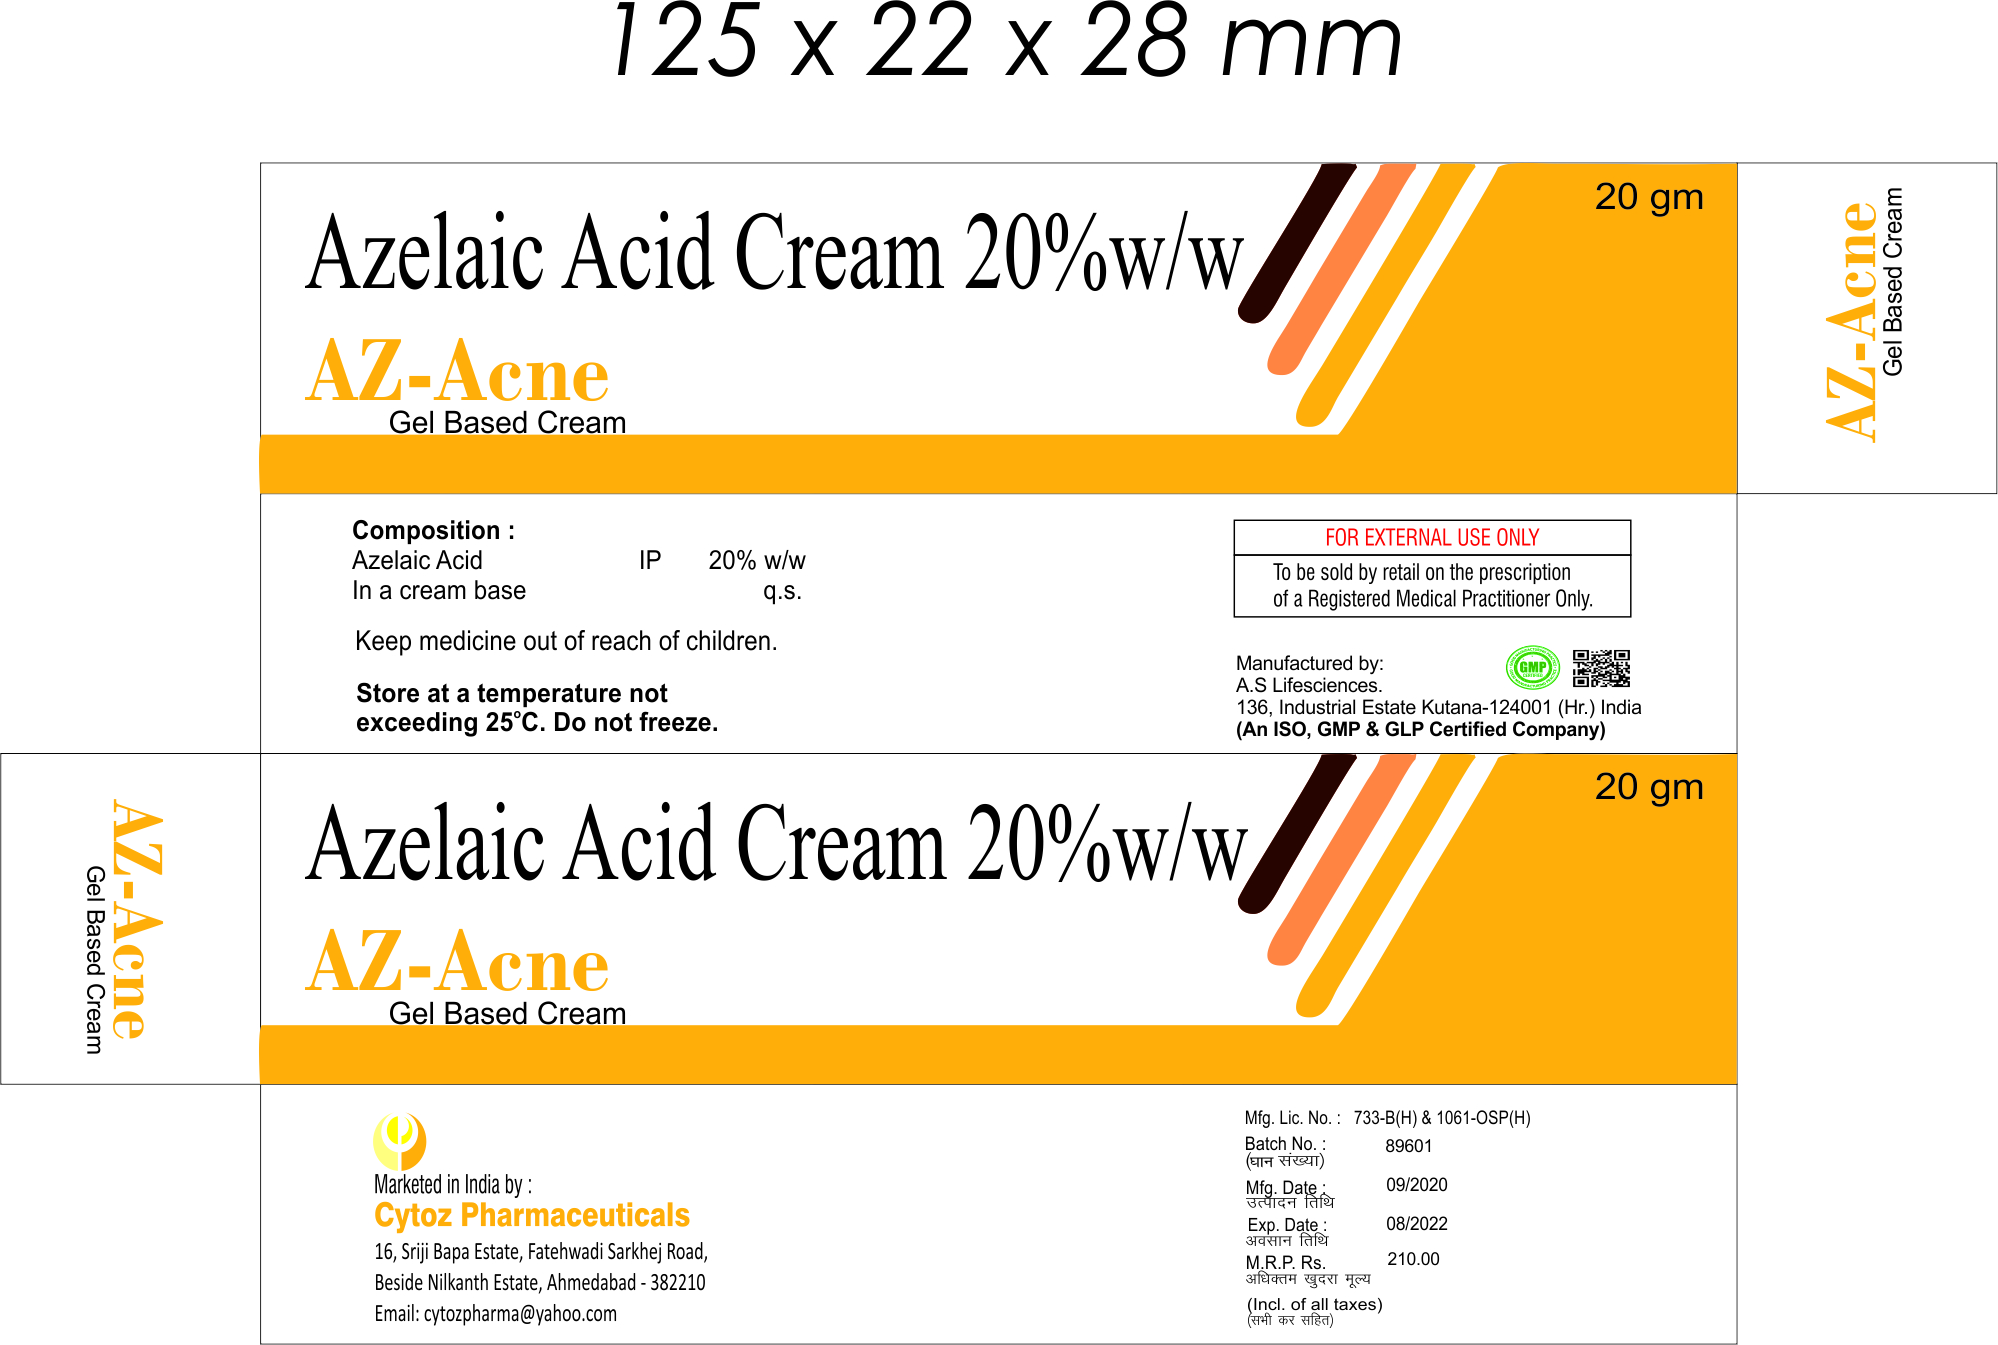 125 x 22 x 28 mm
20 gm
Azelaic Acid Cream 20%w/w
AZ-Acne
Gel Based Cream
AZ-Acne
Gel Based Cream
Composition :
Azelaic Acid IP 20% w/w
In a cream base q.s.
Keep medicine out of reach of children.
Store at a temperature not
exceeding 25°C. Do not freeze.
FOR EXTERNAL USE ONLY
To be sold by retail on the prescription
of a Registered Medical Practitioner Only.
GMP
Manufactured by:
A.S Lifesciences.
136, Industrial Estate Kutana-124001 (Hr.) India
(An ISO, GMP & GLP Certified Company)
20 gm
Azelaic Acid Cream 20%w/w
AZ-Acne
Gel Based Cream
AZ-Acne
Gel Based Cream
Marketed in India by :
Cytoz Pharmaceuticals
16, Sriji Bapa Estate, Fatehwadi Sarkhej Road,
Beside Nilkanth Estate, Ahmedabad - 382210
Email: cytozpharma@yahoo.com
Mfg. Lic. No. : 733-B(H) & 1061-OSP(H)
Batch No. : 89601
(घान संख्या)
Mfg. Date : 09/2020
उत्पादन तिथि
Exp. Date : 08/2022
अवसान तिथि
M.R.P. Rs. 210.00
अधिक्तम खुदरा मूल्य
(Incl. of all taxes)
(सभी कर सहित)